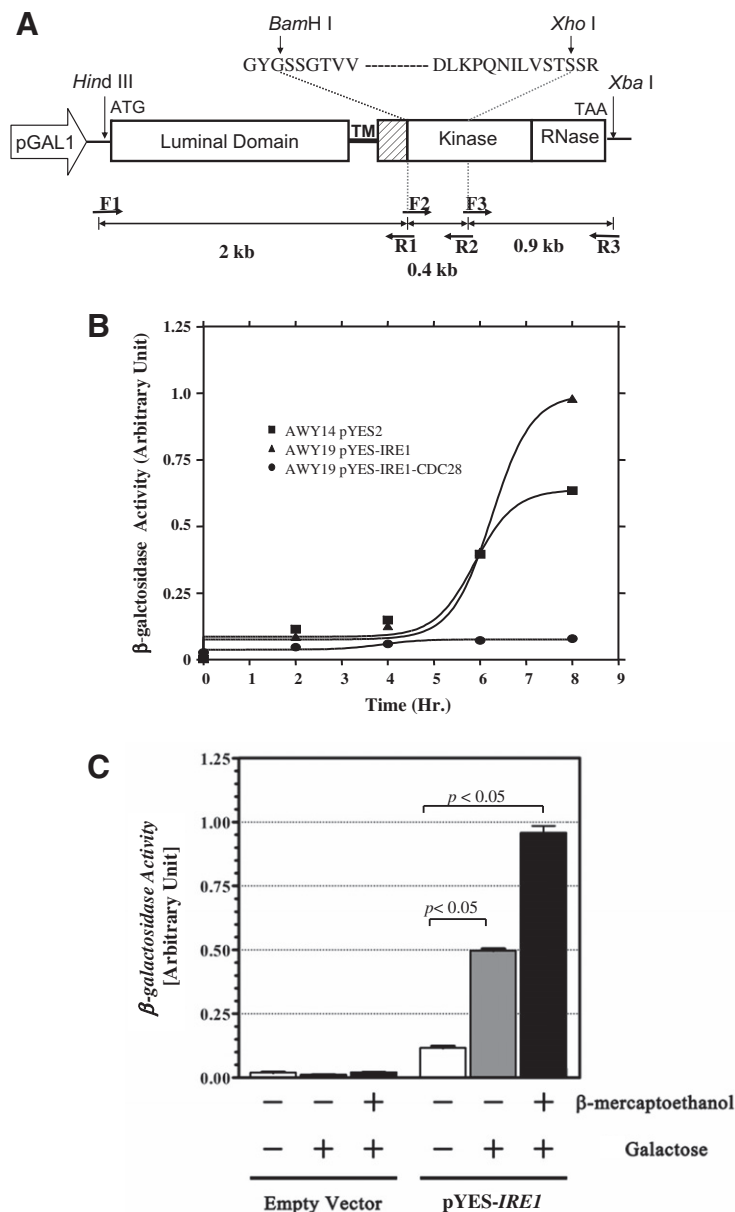 A
BamH I
Xho I
GYGSSGTVV ---------- DLKPQNILVSTSSR
Hind III
Xba I
ATG
TAA
pGAL1
Luminal Domain
TM
Kinase
RNase
F1
F2
F3
R1
R2
R3
2 kb
0.9 kb
0.4 kb
B
β-galctosidase Activity (Arbitrary Unit)
1.25
1.0
0.75
0.5
0.25
0
AWY14 pYES2
AWY19 pYES-IRE1
AWY19 pYES-IRE1-CDC28
0 1 2 3 4 5 6 7 8 9
Time (Hr.)
C
β-galactosidase Activity
[Arbitrary Unit]
1.25
1.00
0.75
0.50
0.25
0.00
p < 0.05
p< 0.05
− − + − − + β-mercaptoethanol
− + + − + + Galactose
Empty Vector
pYES-IRE1